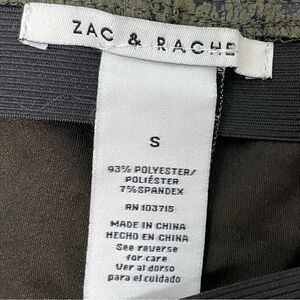 ZAC & RACHE
S
93% POLYESTER/
POLIÉSTER
7% SPANDEX
RN 103715
MADE IN CHINA
HECHO EN CHINA
See reverse
for care
Ver al dorso
para el cuidado